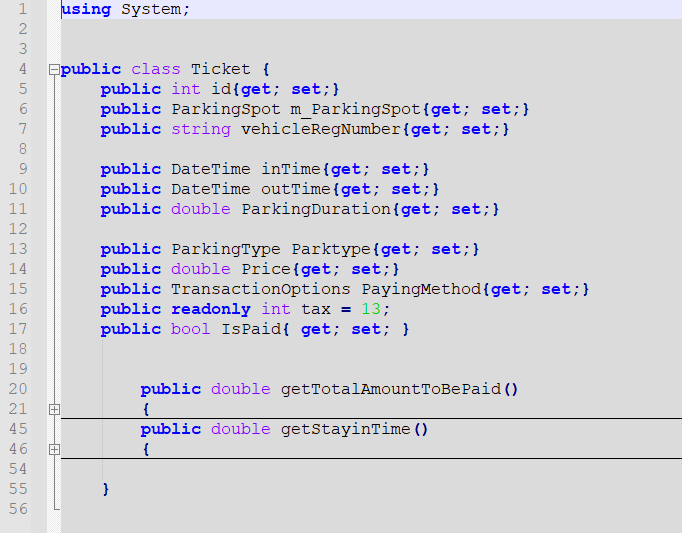 1 using System;
2
3
4 public class Ticket {
5 public int id{get; set;}
6 public ParkingSpot m_ParkingSpot{get; set;}
7 public string vehicleRegNumber{get; set;}
8
9 public DateTime inTime{get; set;}
10 public DateTime outTime{get; set;}
11 public double ParkingDuration{get; set;}
12
13 public ParkingType Parktype{get; set;}
14 public double Price{get; set;}
15 public TransactionOptions PayingMethod{get; set;}
16 public readonly int tax = 13;
17 public bool IsPaid{ get; set; }
18
19
20 public double getTotalAmountToBePaid()
21 {
45 public double getStayinTime()
46 {
54
55 }
56